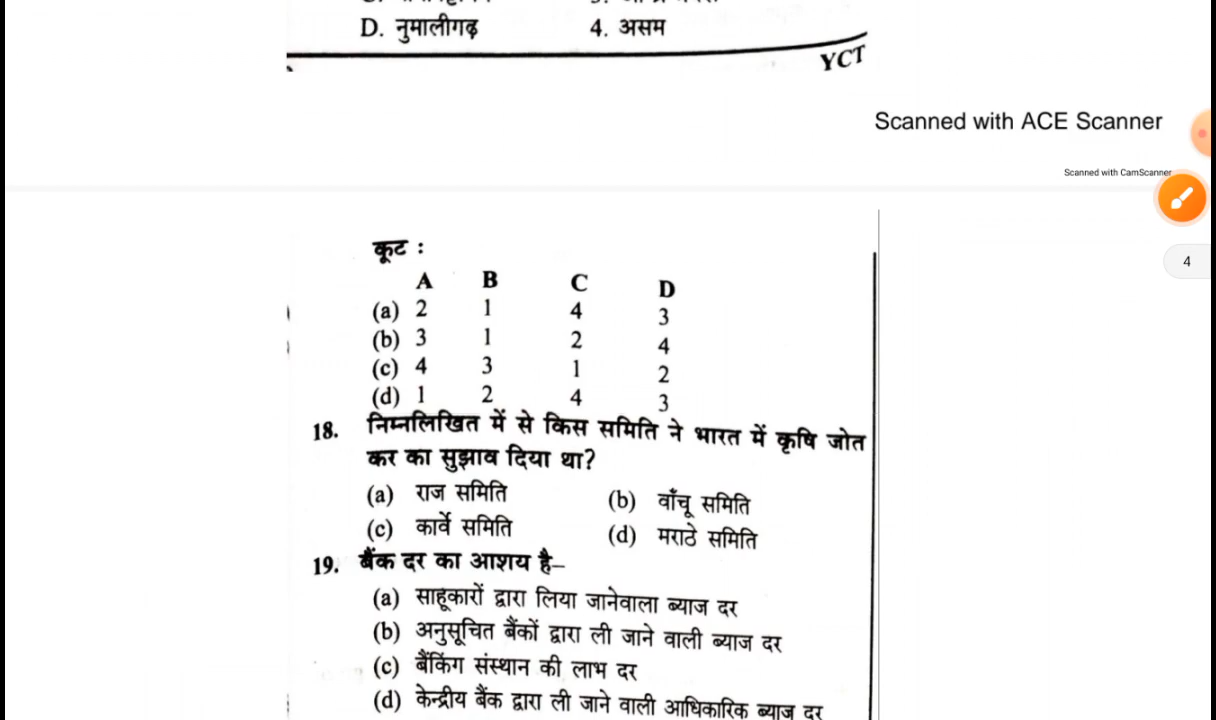 D. नुमालीगढ़ 4. असम
YCT
Scanned with ACE Scanner
Scanned with CamScanner
4
कूट :
A B C D
(a) 2 1 4 3
(b) 3 1 2 4
(c) 4 3 1 2
(d) 1 2 4 3
18. निम्नलिखित में से किस समिति ने भारत में कृषि जोत
कर का सुझाव दिया था?
(a) राज समिति (b) वाँचू समिति
(c) कार्वे समिति (d) मराठे समिति
19. बैंक दर का आशय है–
(a) साहूकारों द्वारा लिया जानेवाला ब्याज दर
(b) अनुसूचित बैंकों द्वारा ली जाने वाली ब्याज दर
(c) बैंकिंग संस्थान की लाभ दर
(d) केन्द्रीय बैंक द्वारा ली जाने वाली आधिकारिक ब्याज दर